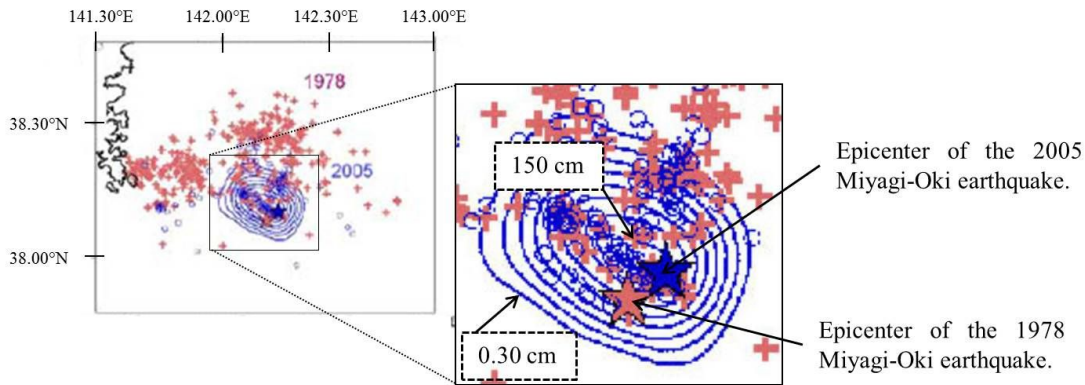 141.30°E 142.00°E 142.30°E 143.00°E
1978
38.30°N
2005
38.00°N
150 cm
0.30 cm
Epicenter of the 2005
Miyagi-Oki earthquake.
Epicenter of the 1978
Miyagi-Oki earthquake.